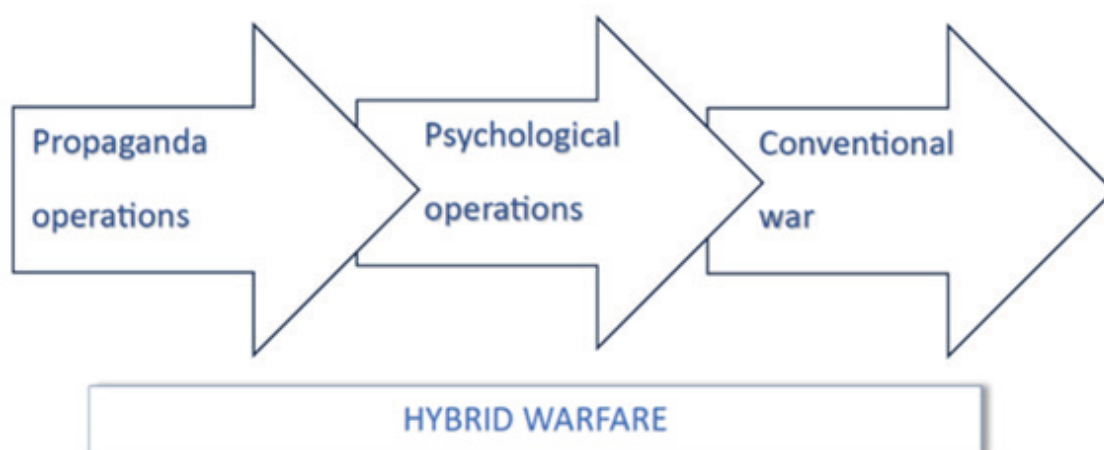 Propaganda
operations
Psychological
operations
Conventional
war
HYBRID WARFARE